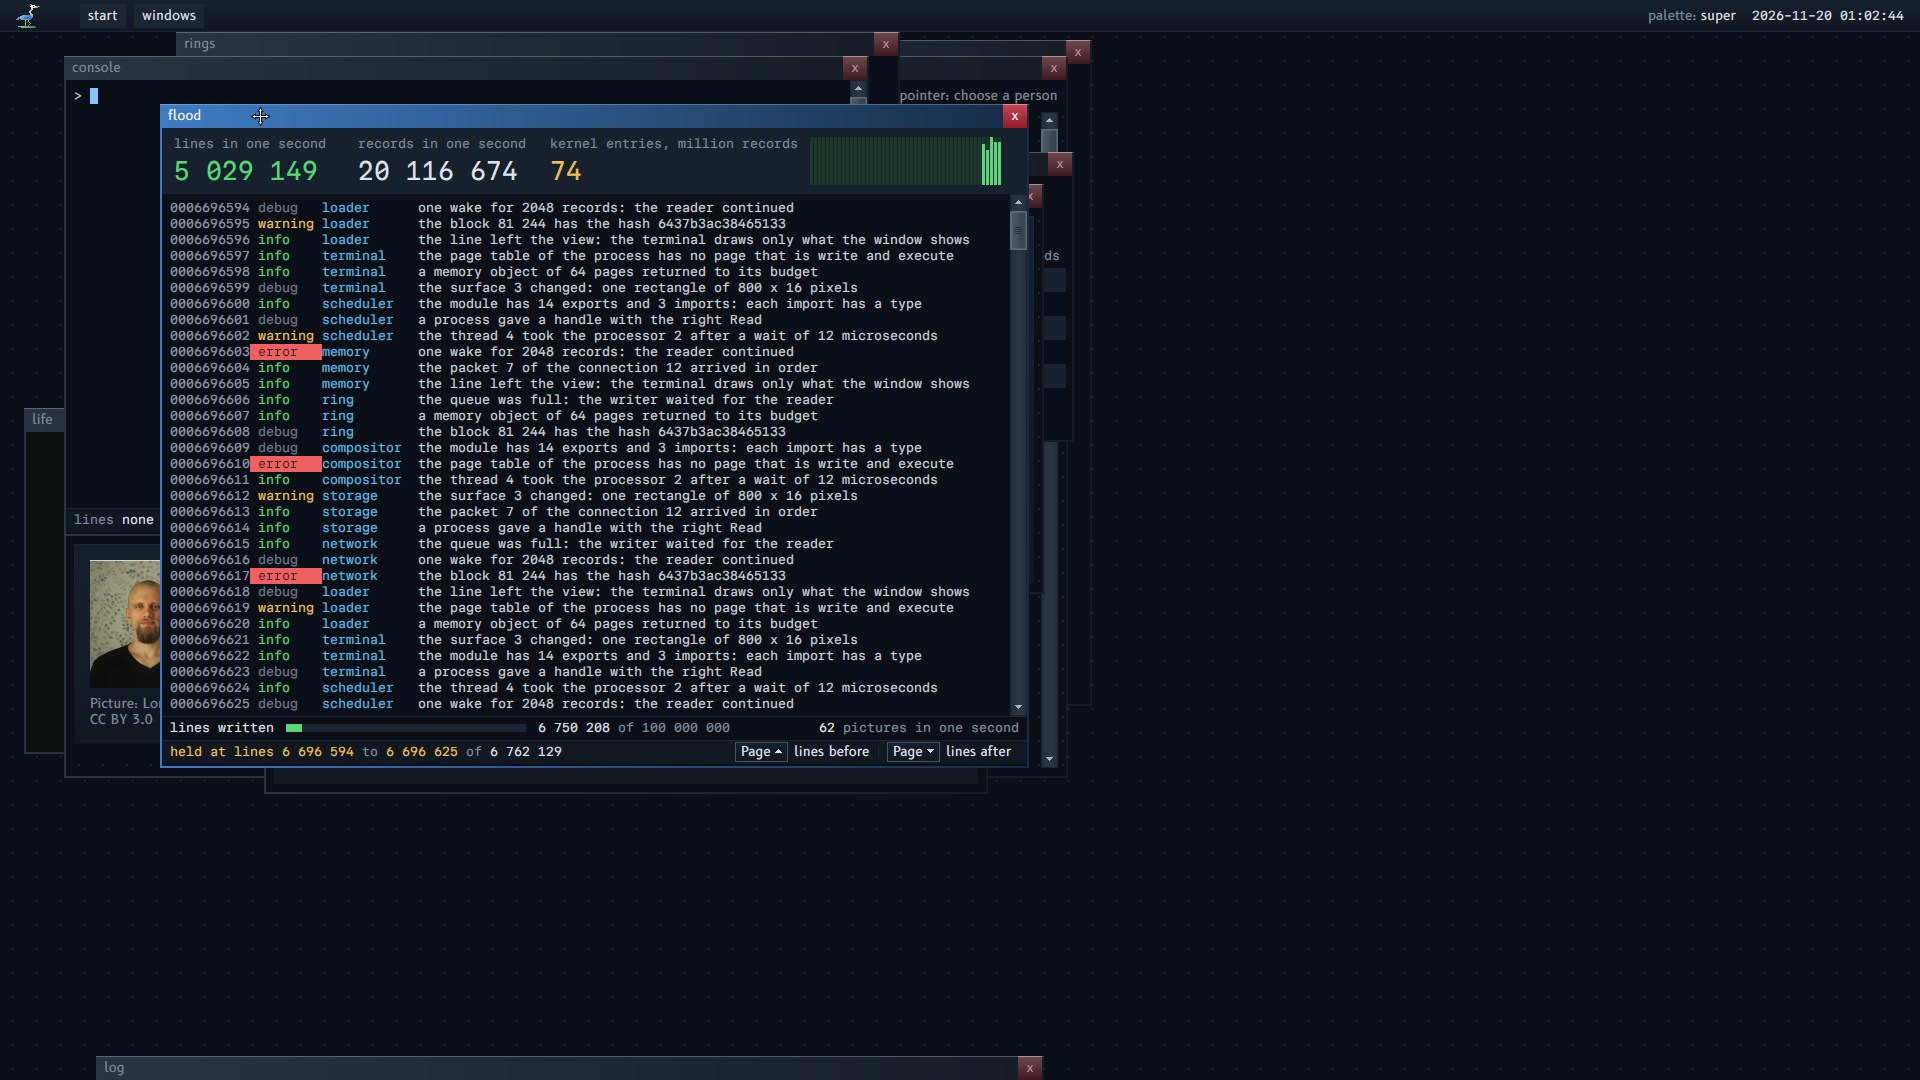 start windows palette: super 2026-11-20 01:02:44
rings x
x
console x
x
> pointer: choose a person
flood x
lines in one second records in one second kernel entries, million records
5 029 149 20 116 674 74
x
x
ds
0006696594 debug loader one wake for 2048 records: the reader continued
0006696595 warning loader the block 81 244 has the hash 6437b3ac38465133
0006696596 info loader the line left the view: the terminal draws only what the window shows
0006696597 info terminal the page table of the process has no page that is write and execute
0006696598 info terminal a memory object of 64 pages returned to its budget
0006696599 debug terminal the surface 3 changed: one rectangle of 800 x 16 pixels
0006696600 info scheduler the module has 14 exports and 3 imports: each import has a type
0006696601 debug scheduler a process gave a handle with the right Read
0006696602 warning scheduler the thread 4 took the processor 2 after a wait of 12 microseconds
0006696603 error memory one wake for 2048 records: the reader continued
0006696604 info memory the packet 7 of the connection 12 arrived in order
0006696605 info memory the line left the view: the terminal draws only what the window shows
0006696606 info ring the queue was full: the writer waited for the reader
0006696607 info ring a memory object of 64 pages returned to its budget
0006696608 debug ring the block 81 244 has the hash 6437b3ac38465133
0006696609 debug compositor the module has 14 exports and 3 imports: each import has a type
0006696610 error compositor the page table of the process has no page that is write and execute
0006696611 info compositor the thread 4 took the processor 2 after a wait of 12 microseconds
0006696612 warning storage the surface 3 changed: one rectangle of 800 x 16 pixels
0006696613 info storage the packet 7 of the connection 12 arrived in order
0006696614 info storage a process gave a handle with the right Read
0006696615 info network the queue was full: the writer waited for the reader
0006696616 debug network one wake for 2048 records: the reader continued
0006696617 error network the block 81 244 has the hash 6437b3ac38465133
0006696618 debug loader the line left the view: the terminal draws only what the window shows
0006696619 warning loader the page table of the process has no page that is write and execute
0006696620 info loader a memory object of 64 pages returned to its budget
0006696621 info terminal the surface 3 changed: one rectangle of 800 x 16 pixels
0006696622 info terminal the module has 14 exports and 3 imports: each import has a type
0006696623 debug terminal a process gave a handle with the right Read
0006696624 info scheduler the thread 4 took the processor 2 after a wait of 12 microseconds
0006696625 debug scheduler one wake for 2048 records: the reader continued
lines written 6 750 208 of 100 000 000 62 pictures in one second
held at lines 6 696 594 to 6 696 625 of 6 762 129 Page lines before Page lines after
life
lines none
Picture: Lo
CC BY 3.0
log x